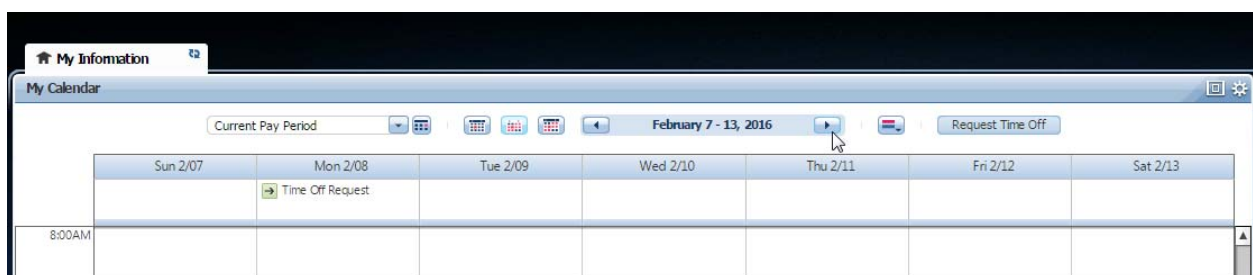 My Information
My Calendar
Current Pay Period February 7 - 13, 2016 Request Time Off
Sun 2/07 Mon 2/08 Tue 2/09 Wed 2/10 Thu 2/11 Fri 2/12 Sat 2/13
Time Off Request
8:00AM